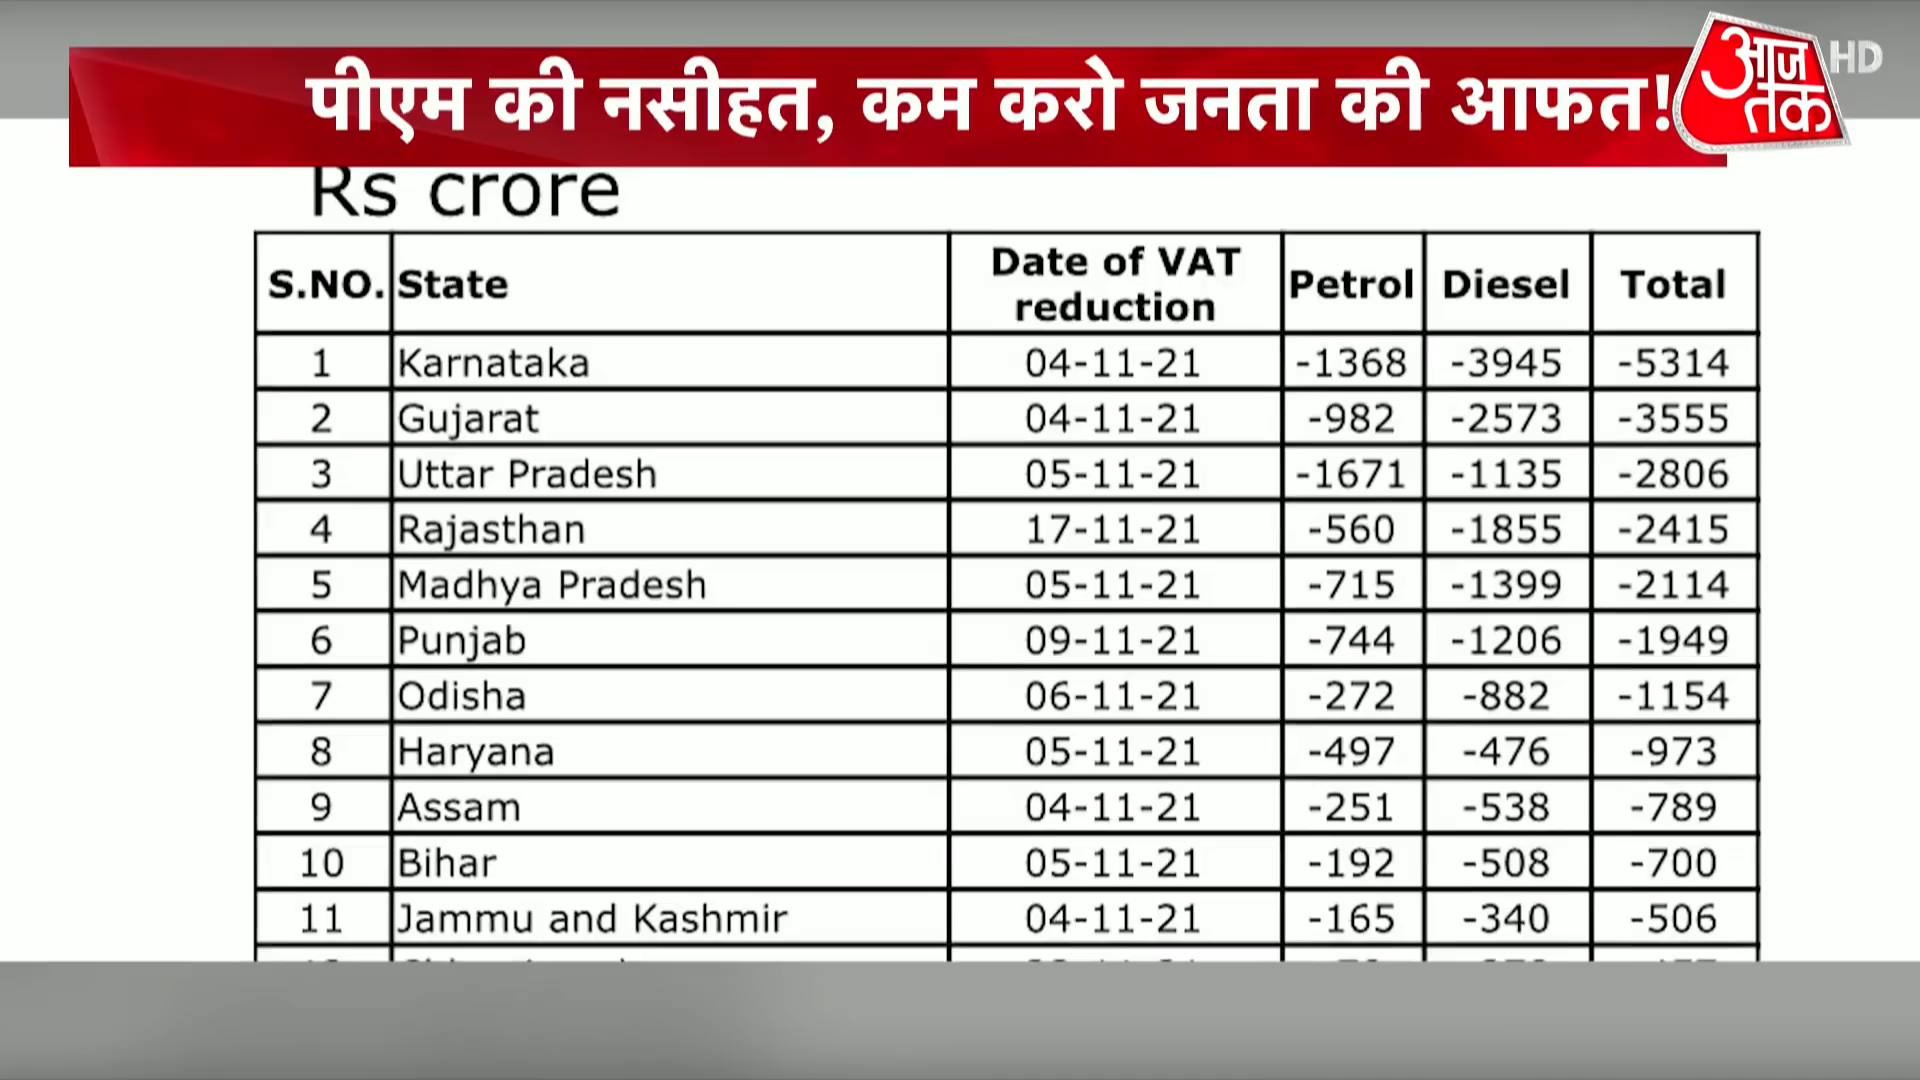 पीएम की नसीहत, कम करो जनता की आफत!
आज तक HD
Rs crore
S.NO. State Date of VAT reduction Petrol Diesel Total
1 Karnataka 04-11-21 -1368 -3945 -5314
2 Gujarat 04-11-21 -982 -2573 -3555
3 Uttar Pradesh 05-11-21 -1671 -1135 -2806
4 Rajasthan 17-11-21 -560 -1855 -2415
5 Madhya Pradesh 05-11-21 -715 -1399 -2114
6 Punjab 09-11-21 -744 -1206 -1949
7 Odisha 06-11-21 -272 -882 -1154
8 Haryana 05-11-21 -497 -476 -973
9 Assam 04-11-21 -251 -538 -789
10 Bihar 05-11-21 -192 -508 -700
11 Jammu and Kashmir 04-11-21 -165 -340 -506